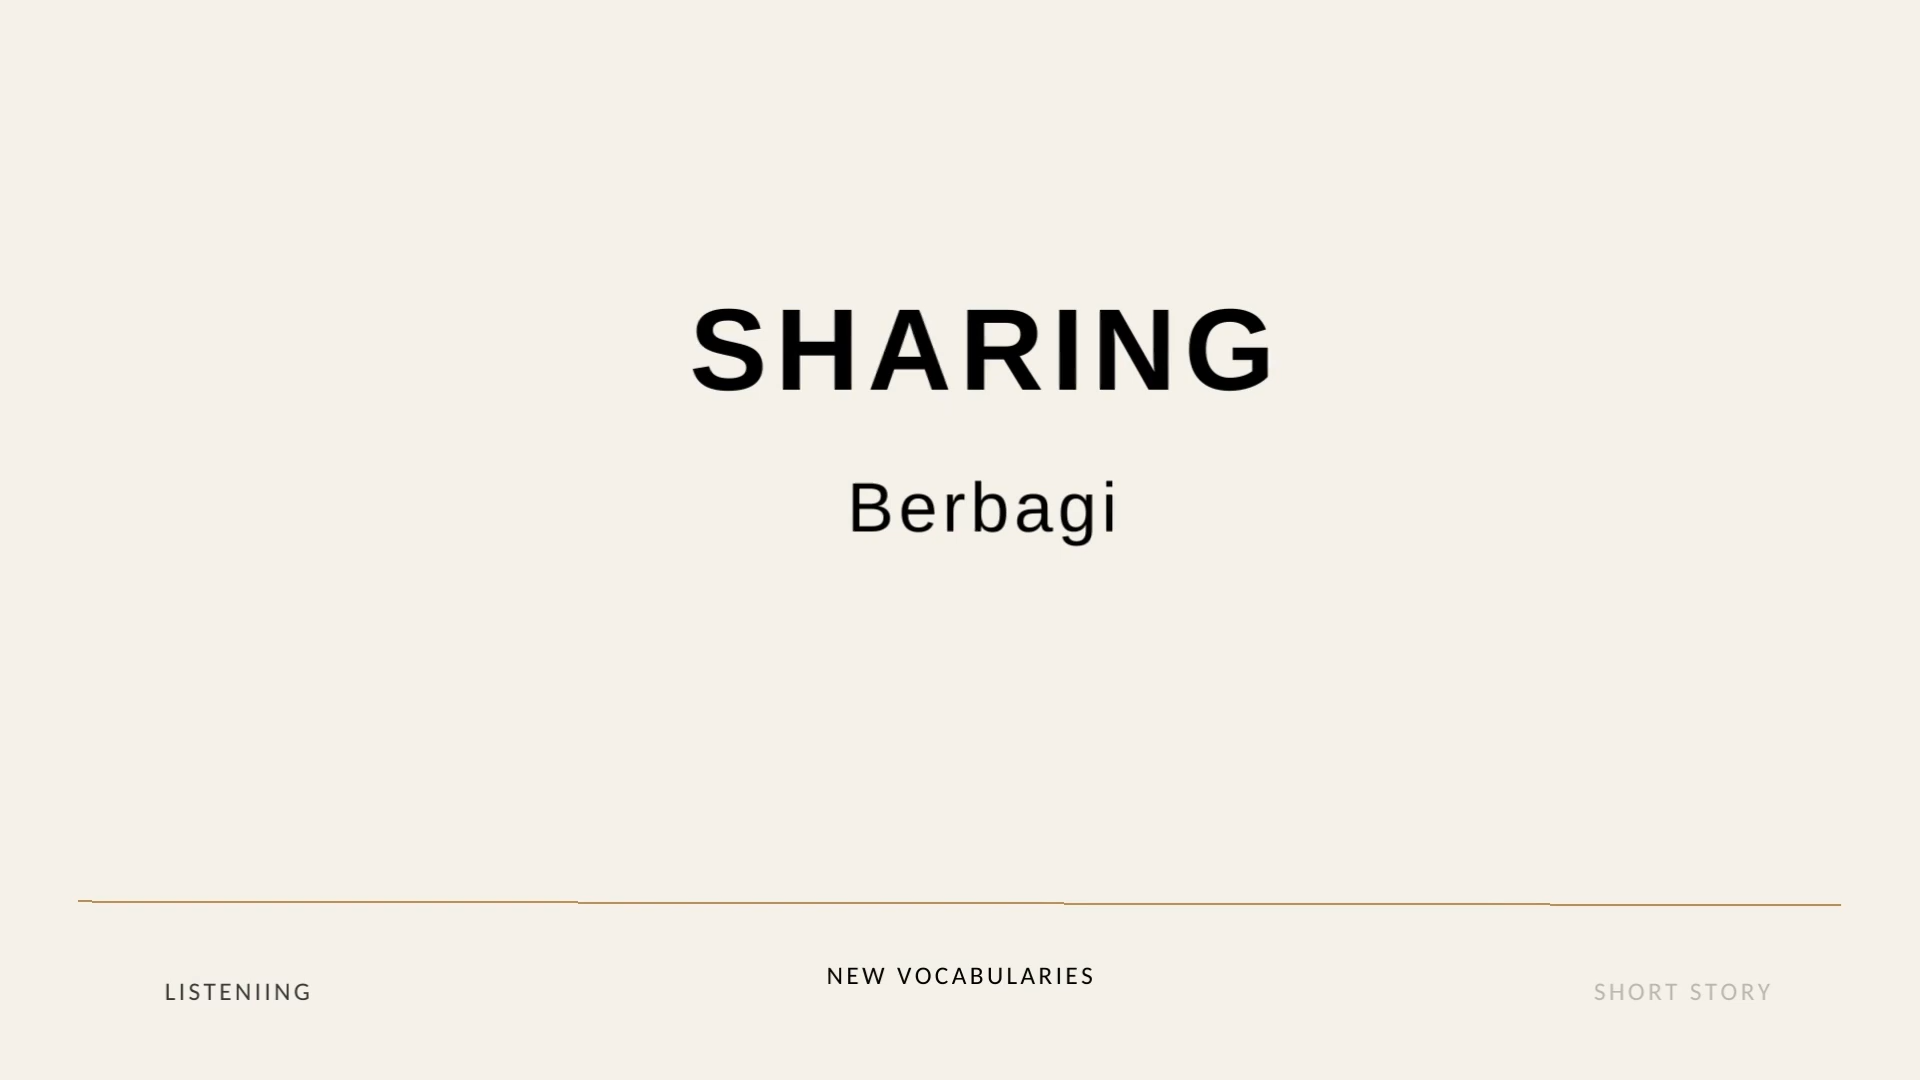 SHARING
Berbagi
LISTENIING
NEW VOCABULARIES
SHORT STORY